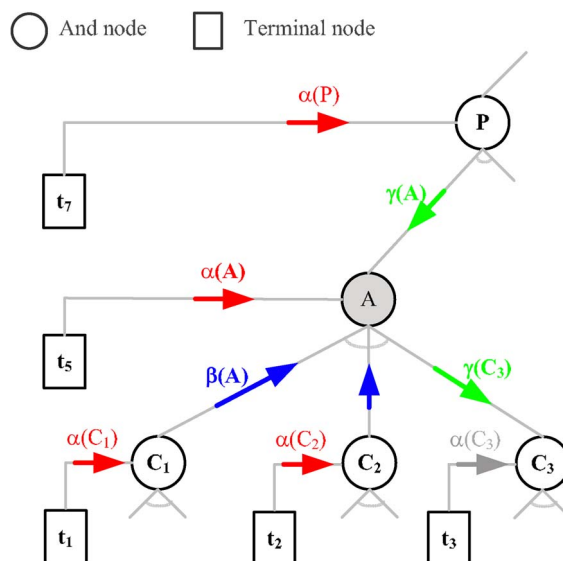 And node
Terminal node
α(P)
P
t₇
γ(A)
α(A)
A
t₅
β(A)
γ(C₃)
α(C₁)
C₁
α(C₂)
C₂
α(C₃)
C₃
t₁
t₂
t₃